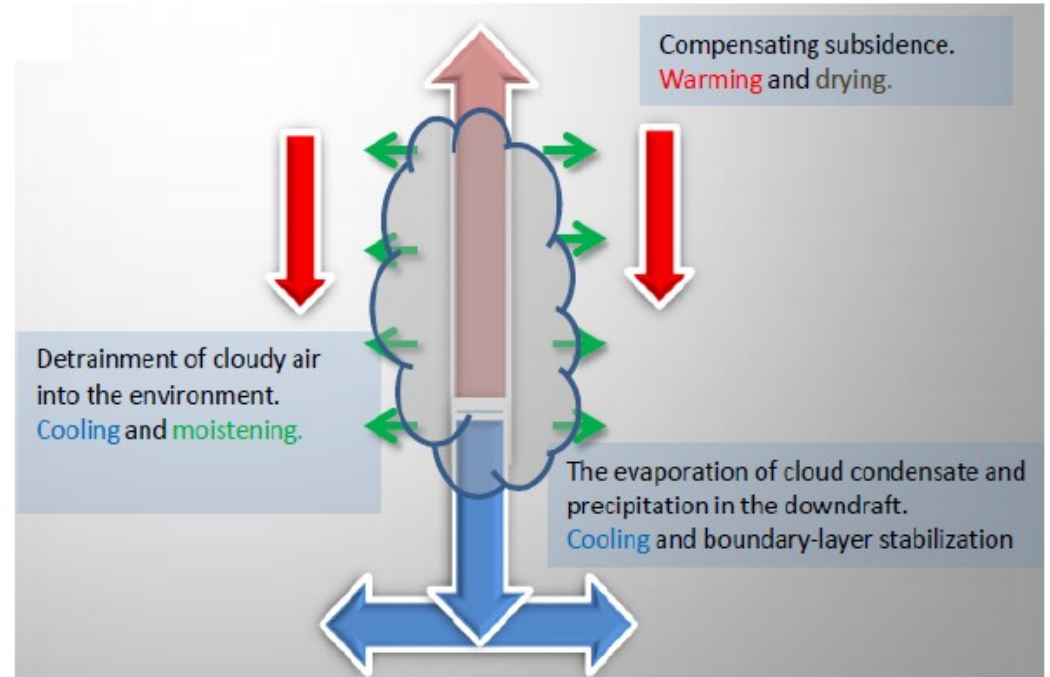 Compensating subsidence.
Warming and drying.
Detrainment of cloudy air
into the environment.
Cooling and moistening.
The evaporation of cloud condensate and
precipitation in the downdraft.
Cooling and boundary-layer stabilization